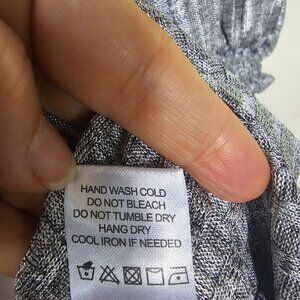 HAND WASH COLD
DO NOT BLEACH
DO NOT TUMBLE DRY
HANG DRY
COOL IRON IF NEEDED